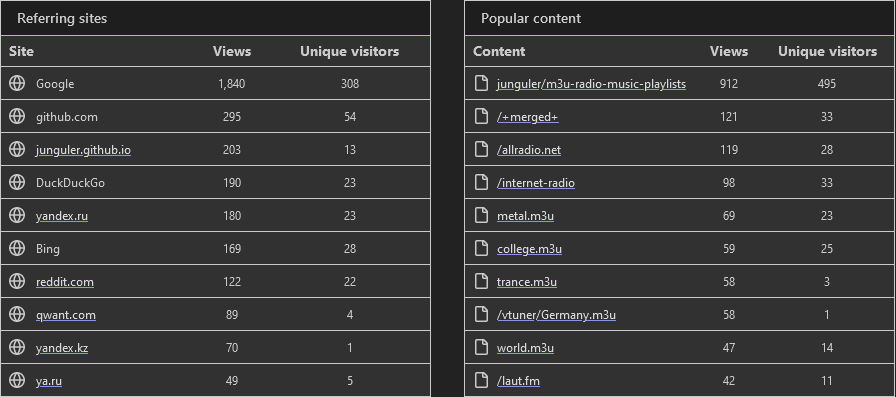 Referring sites
Site Views Unique visitors
Google 1,840 308
github.com 295 54
junguler.github.io 203 13
DuckDuckGo 190 23
yandex.ru 180 23
Bing 169 28
reddit.com 122 22
qwant.com 89 4
yandex.kz 70 1
ya.ru 49 5
Popular content
Content Views Unique visitors
junguler/m3u-radio-music-playlists 912 495
/+merged+ 121 33
/allradio.net 119 28
/internet-radio 98 33
metal.m3u 69 23
college.m3u 59 25
trance.m3u 58 3
/vtuner/Germany.m3u 58 1
world.m3u 47 14
/laut.fm 42 11